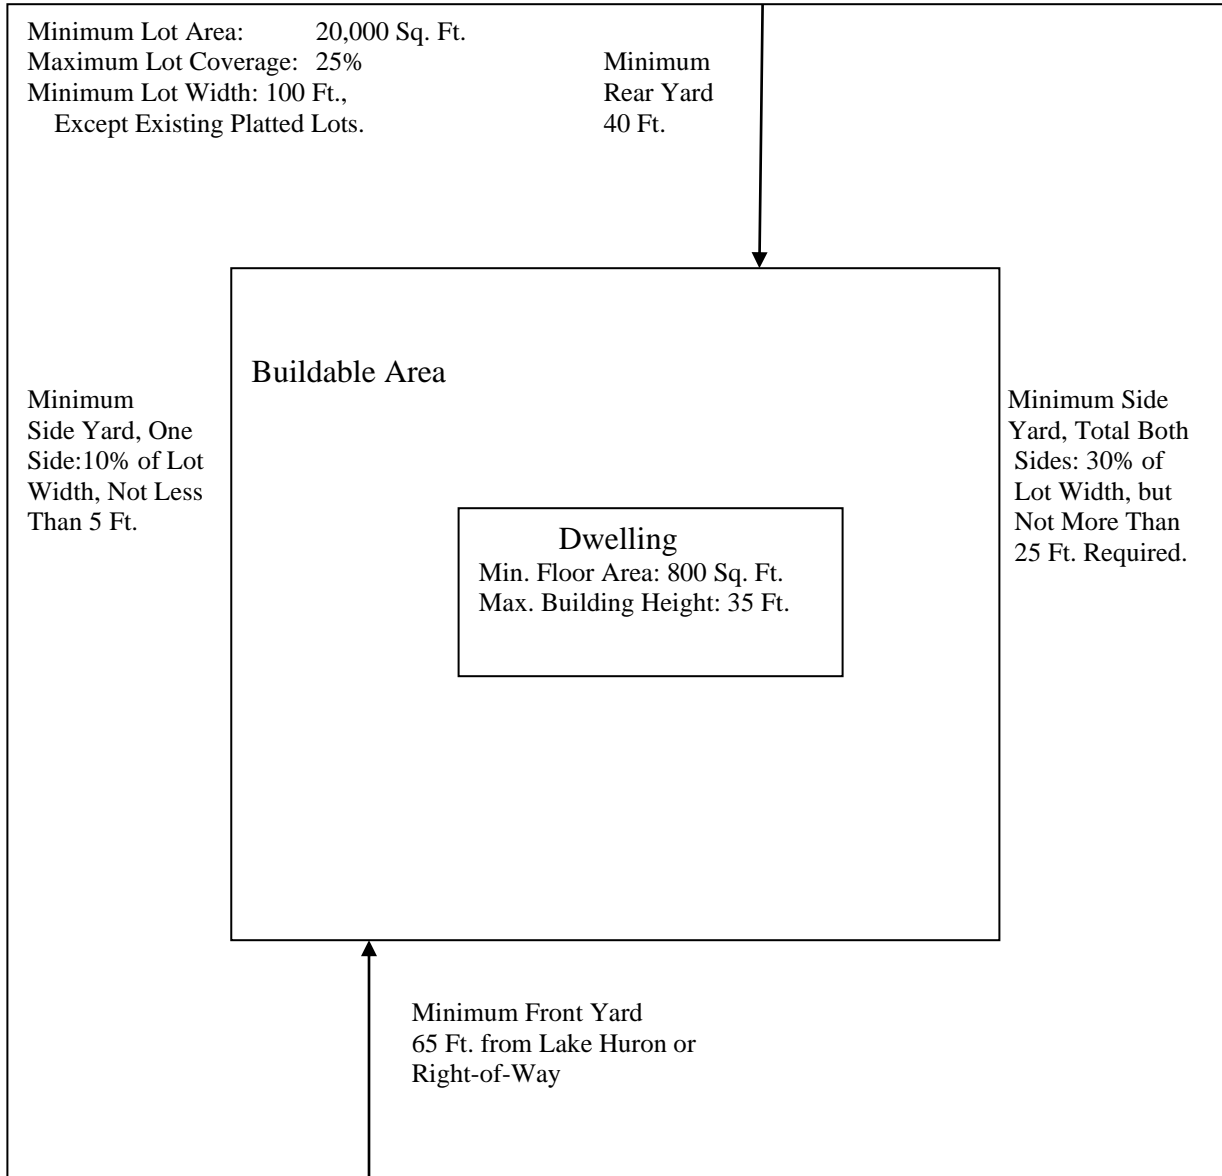 Minimum Lot Area: 20,000 Sq. Ft.
Maximum Lot Coverage: 25%
Minimum Lot Width: 100 Ft.,
Except Existing Platted Lots.
Minimum
Rear Yard
40 Ft.
Buildable Area
Minimum
Side Yard, One
Side:10% of Lot
Width, Not Less
Than 5 Ft.
Minimum Side
Yard, Total Both
Sides: 30% of
Lot Width, but
Not More Than
25 Ft. Required.
Dwelling
Min. Floor Area: 800 Sq. Ft.
Max. Building Height: 35 Ft.
Minimum Front Yard
65 Ft. from Lake Huron or
Right-of-Way